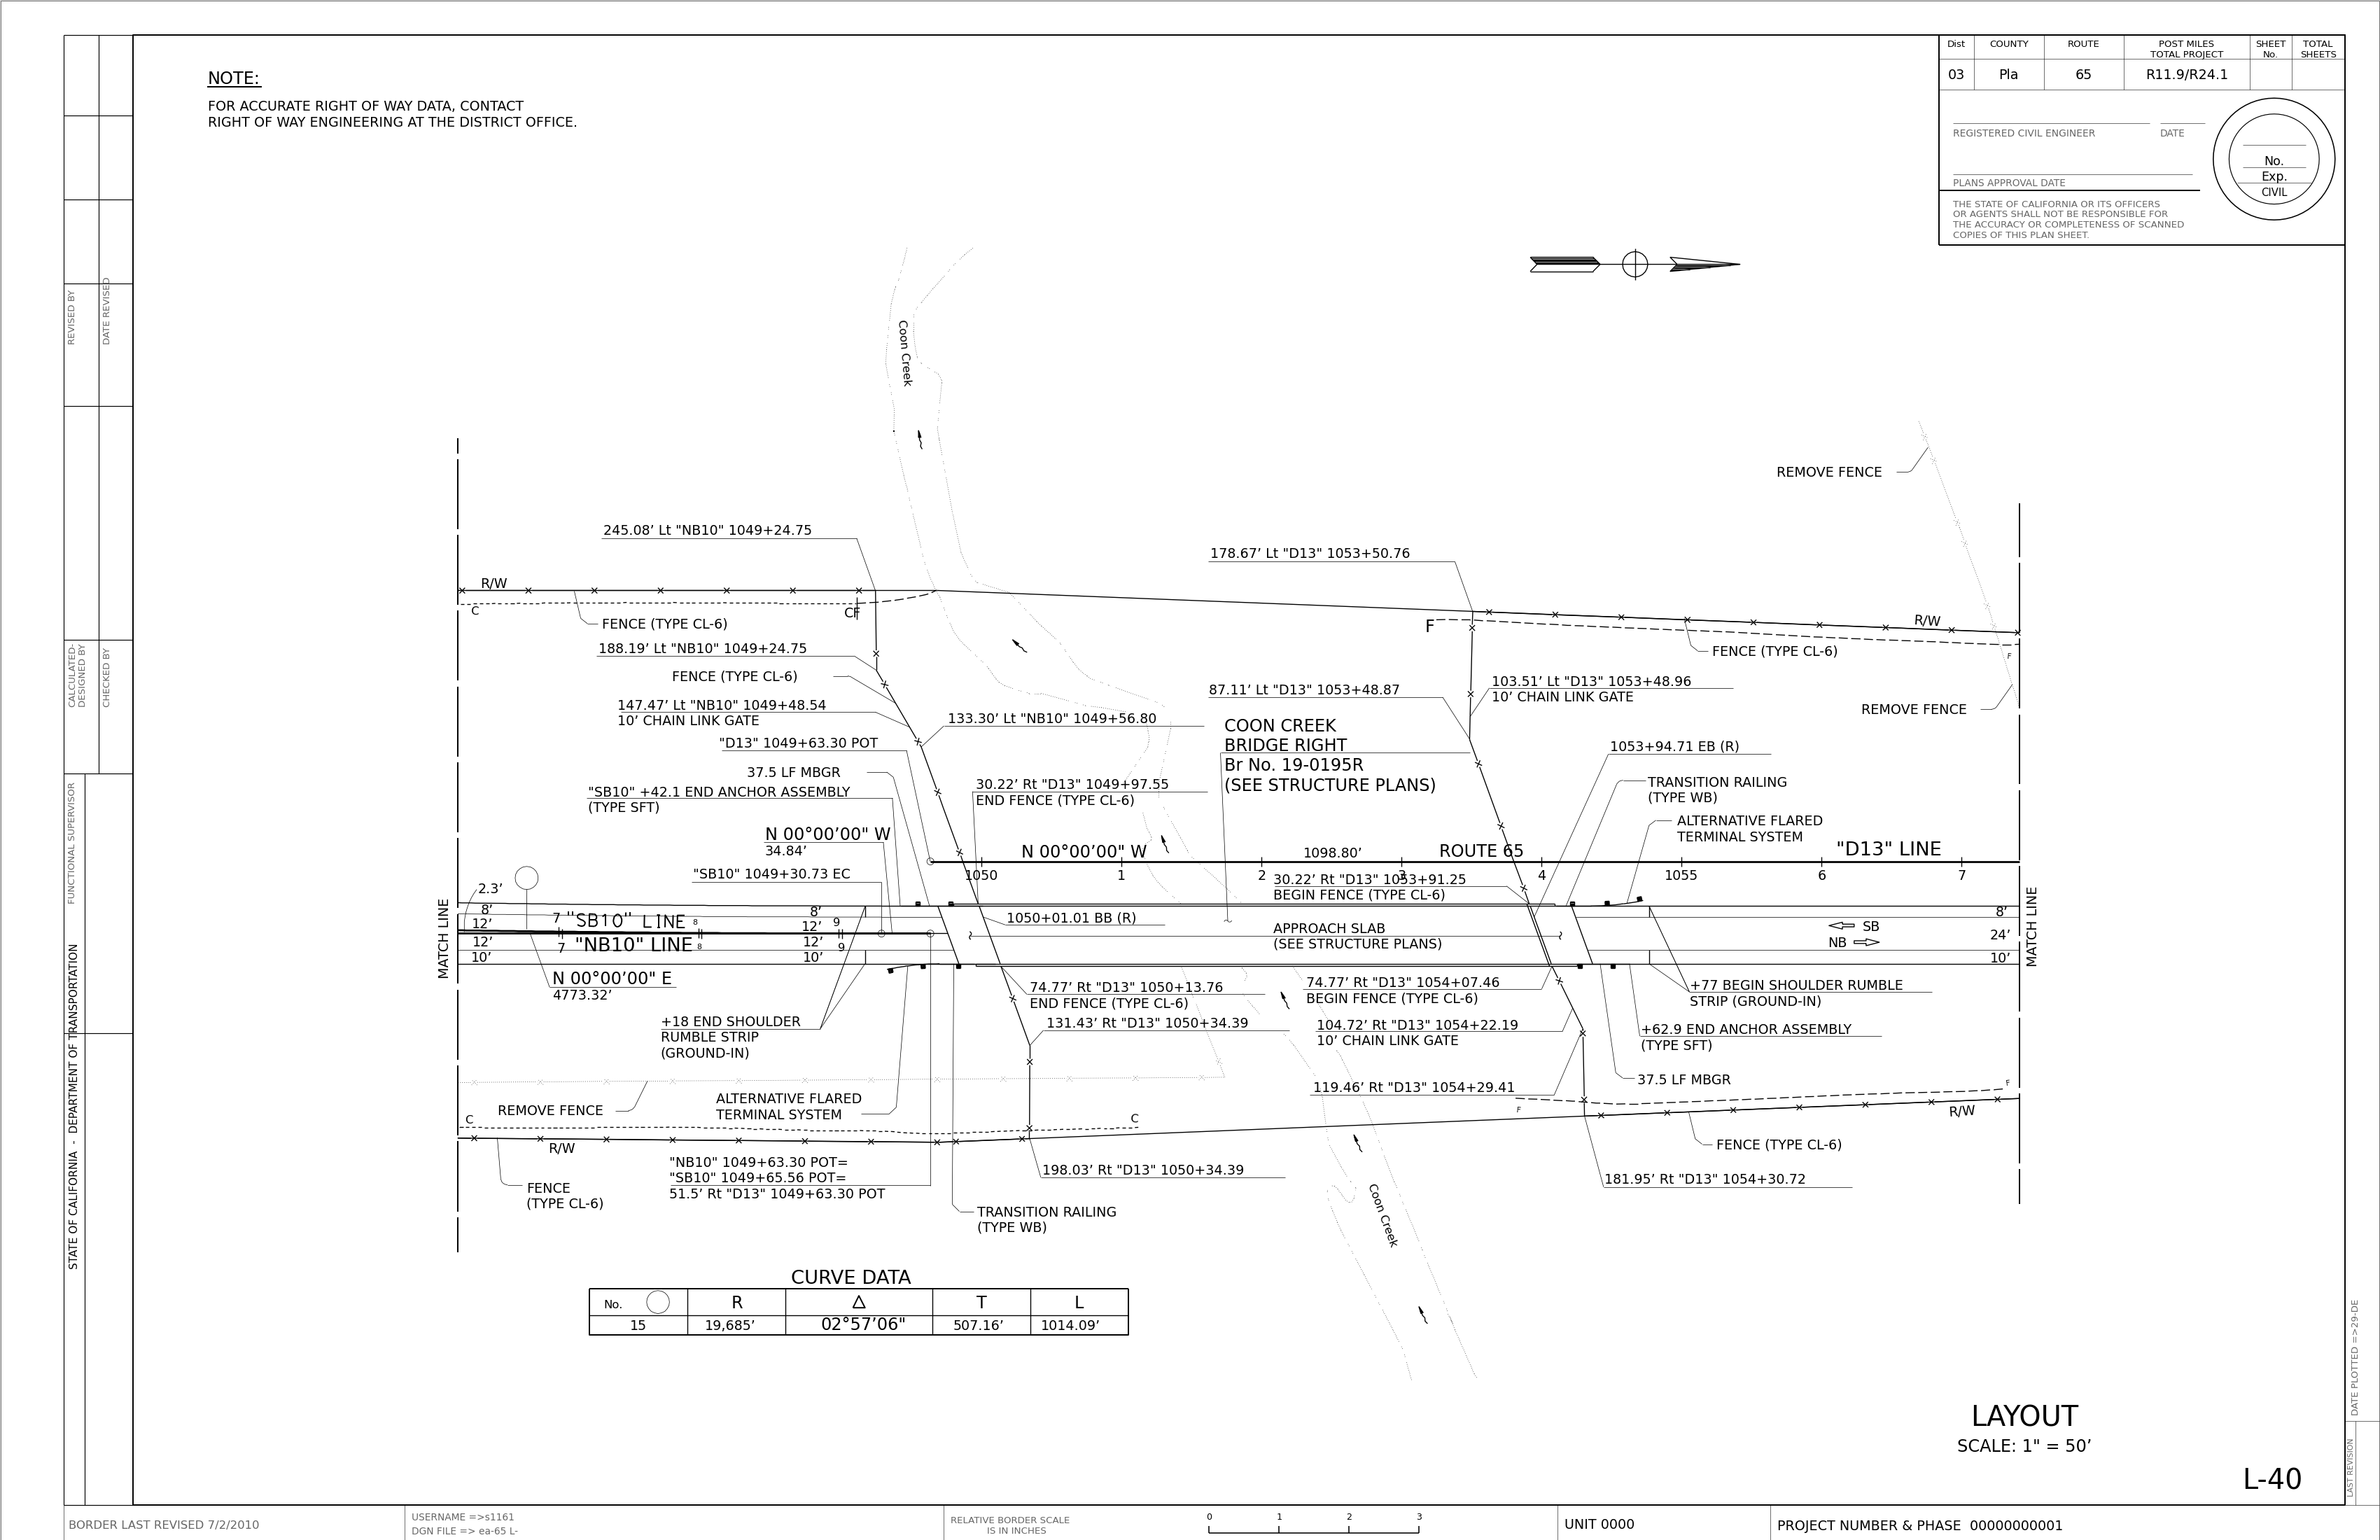 Dist
COUNTY
ROUTE
POST MILES
TOTAL PROJECT
SHEET
No.
TOTAL
SHEETS
03
Pla
65
R11.9/R24.1
REGISTERED CIVIL ENGINEER
DATE
PLANS APPROVAL DATE
No.
Exp.
CIVIL
THE STATE OF CALIFORNIA OR ITS OFFICERS
OR AGENTS SHALL NOT BE RESPONSIBLE FOR
THE ACCURACY OR COMPLETENESS OF SCANNED
COPIES OF THIS PLAN SHEET.
NOTE:
FOR ACCURATE RIGHT OF WAY DATA, CONTACT
RIGHT OF WAY ENGINEERING AT THE DISTRICT OFFICE.
REVISED BY
DATE REVISED
CALCULATED-
DESIGNED BY
CHECKED BY
FUNCTIONAL SUPERVISOR
STATE OF CALIFORNIA - DEPARTMENT OF TRANSPORTATION
Coon Creek
REMOVE FENCE
245.08’ Lt "NB10" 1049+24.75
178.67’ Lt "D13" 1053+50.76
R/W
C
CF
FENCE (TYPE CL-6)
F
R/W
FENCE (TYPE CL-6)
F
188.19’ Lt "NB10" 1049+24.75
FENCE (TYPE CL-6)
147.47’ Lt "NB10" 1049+48.54
10’ CHAIN LINK GATE
133.30’ Lt "NB10" 1049+56.80
87.11’ Lt "D13" 1053+48.87
103.51’ Lt "D13" 1053+48.96
10’ CHAIN LINK GATE
REMOVE FENCE
COON CREEK
BRIDGE RIGHT
Br No. 19-0195R
(SEE STRUCTURE PLANS)
"D13" 1049+63.30 POT
1053+94.71 EB (R)
37.5 LF MBGR
"SB10" +42.1 END ANCHOR ASSEMBLY
(TYPE SFT)
30.22’ Rt "D13" 1049+97.55
END FENCE (TYPE CL-6)
TRANSITION RAILING
(TYPE WB)
ALTERNATIVE FLARED
TERMINAL SYSTEM
N 00°00’00" W
34.84’
N 00°00’00" W
1098.80’
ROUTE 65
"D13" LINE
1050
1
2
3
4
1055
6
7
"SB10" 1049+30.73 EC
30.22’ Rt "D13" 1053+91.25
BEGIN FENCE (TYPE CL-6)
2.3’
8’
12’
12’
10’
7
"SB10" LINE
8
7
"NB10" LINE
8
8’
12’
12’
10’
9
9
1050+01.01 BB (R)
APPROACH SLAB
(SEE STRUCTURE PLANS)
SB
NB
8’
24’
10’
MATCH LINE
MATCH LINE
N 00°00’00" E
4773.32’
74.77’ Rt "D13" 1050+13.76
END FENCE (TYPE CL-6)
74.77’ Rt "D13" 1054+07.46
BEGIN FENCE (TYPE CL-6)
+77 BEGIN SHOULDER RUMBLE
STRIP (GROUND-IN)
+18 END SHOULDER
RUMBLE STRIP
(GROUND-IN)
131.43’ Rt "D13" 1050+34.39
104.72’ Rt "D13" 1054+22.19
10’ CHAIN LINK GATE
+62.9 END ANCHOR ASSEMBLY
(TYPE SFT)
119.46’ Rt "D13" 1054+29.41
37.5 LF MBGR
F
F
REMOVE FENCE
ALTERNATIVE FLARED
TERMINAL SYSTEM
C
C
R/W
R/W
FENCE (TYPE CL-6)
"NB10" 1049+63.30 POT=
"SB10" 1049+65.56 POT=
51.5’ Rt "D13" 1049+63.30 POT
198.03’ Rt "D13" 1050+34.39
181.95’ Rt "D13" 1054+30.72
FENCE
(TYPE CL-6)
TRANSITION RAILING
(TYPE WB)
Coon Creek
CURVE DATA
No.
R
△
T
L
15
19,685’
02°57’06"
507.16’
1014.09’
LAYOUT
SCALE: 1" = 50’
L-40
DATE PLOTTED =>29-DE
LAST REVISION
BORDER LAST REVISED 7/2/2010
USERNAME =>s1161
DGN FILE => ea-65 L-
RELATIVE BORDER SCALE
IS IN INCHES
0
1
2
3
UNIT 0000
PROJECT NUMBER & PHASE 00000000001